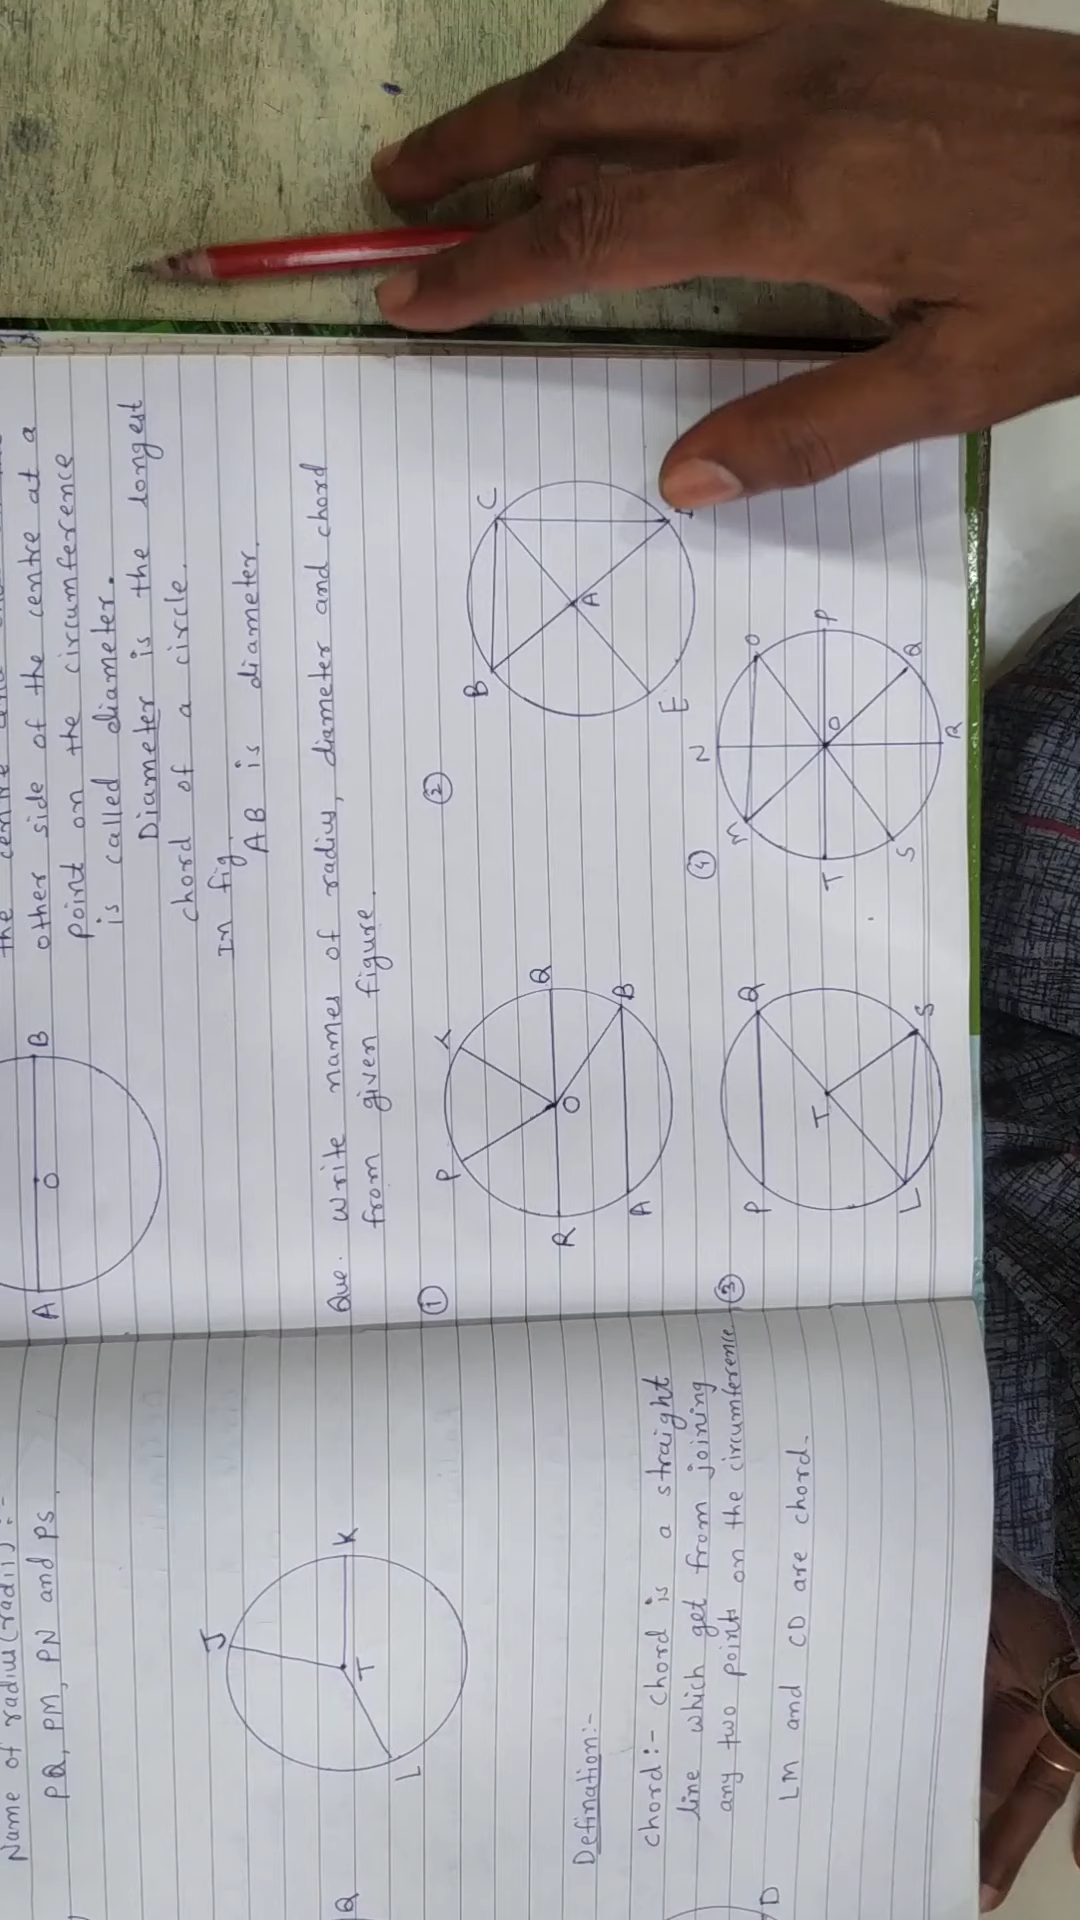 Name of radius(radii) :-
PQ, PM, PN and PS.
J
K
T
L
Q
Defination:-
chord:- chord is a straight
line which get from joining
any two point on the circumference
D
LM and CD are chord.
other side of the centre at a
point on the circumference
is called diameter.
Diameter is the longest
chord of a circle.
In fig
AB is diameter.
A
O
B
Que. Write names of radius, diameter and chord
from given figure.
1
P
R
O
Q
A
B
2
B
C
A
E
3
P
Q
T
L
S
4
M
N
O
P
O
T
Q
S
R